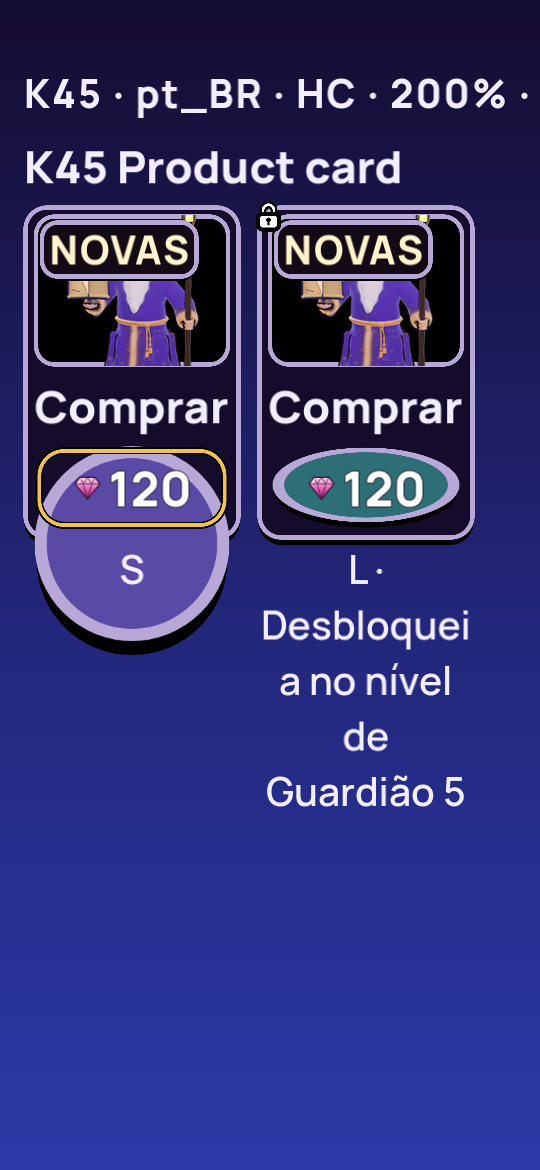 K45 · pt_BR · HC · 200% ·
K45 Product card
NOVAS
Comprar
120
S
NOVAS
Comprar
120
L ·
Desbloquei
a no nível
de
Guardião 5